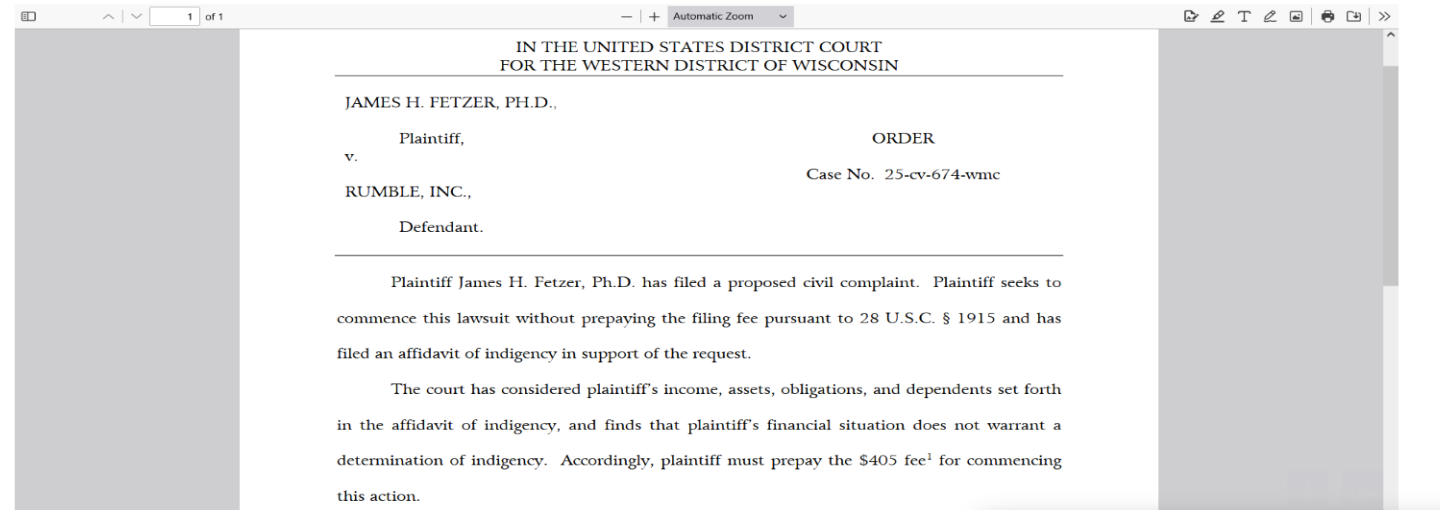 1 of 1 Automatic Zoom
IN THE UNITED STATES DISTRICT COURT
FOR THE WESTERN DISTRICT OF WISCONSIN
JAMES H. FETZER, PH.D.,
Plaintiff,
ORDER
v.
Case No. 25-cv-674-wmc
RUMBLE, INC.,
Defendant.
Plaintiff James H. Fetzer, Ph.D. has filed a proposed civil complaint. Plaintiff seeks to
commence this lawsuit without prepaying the filing fee pursuant to 28 U.S.C. § 1915 and has
filed an affidavit of indigency in support of the request.
The court has considered plaintiff's income, assets, obligations, and dependents set forth
in the affidavit of indigency, and finds that plaintiff's financial situation does not warrant a
determination of indigency. Accordingly, plaintiff must prepay the $405 fee¹ for commencing
this action.